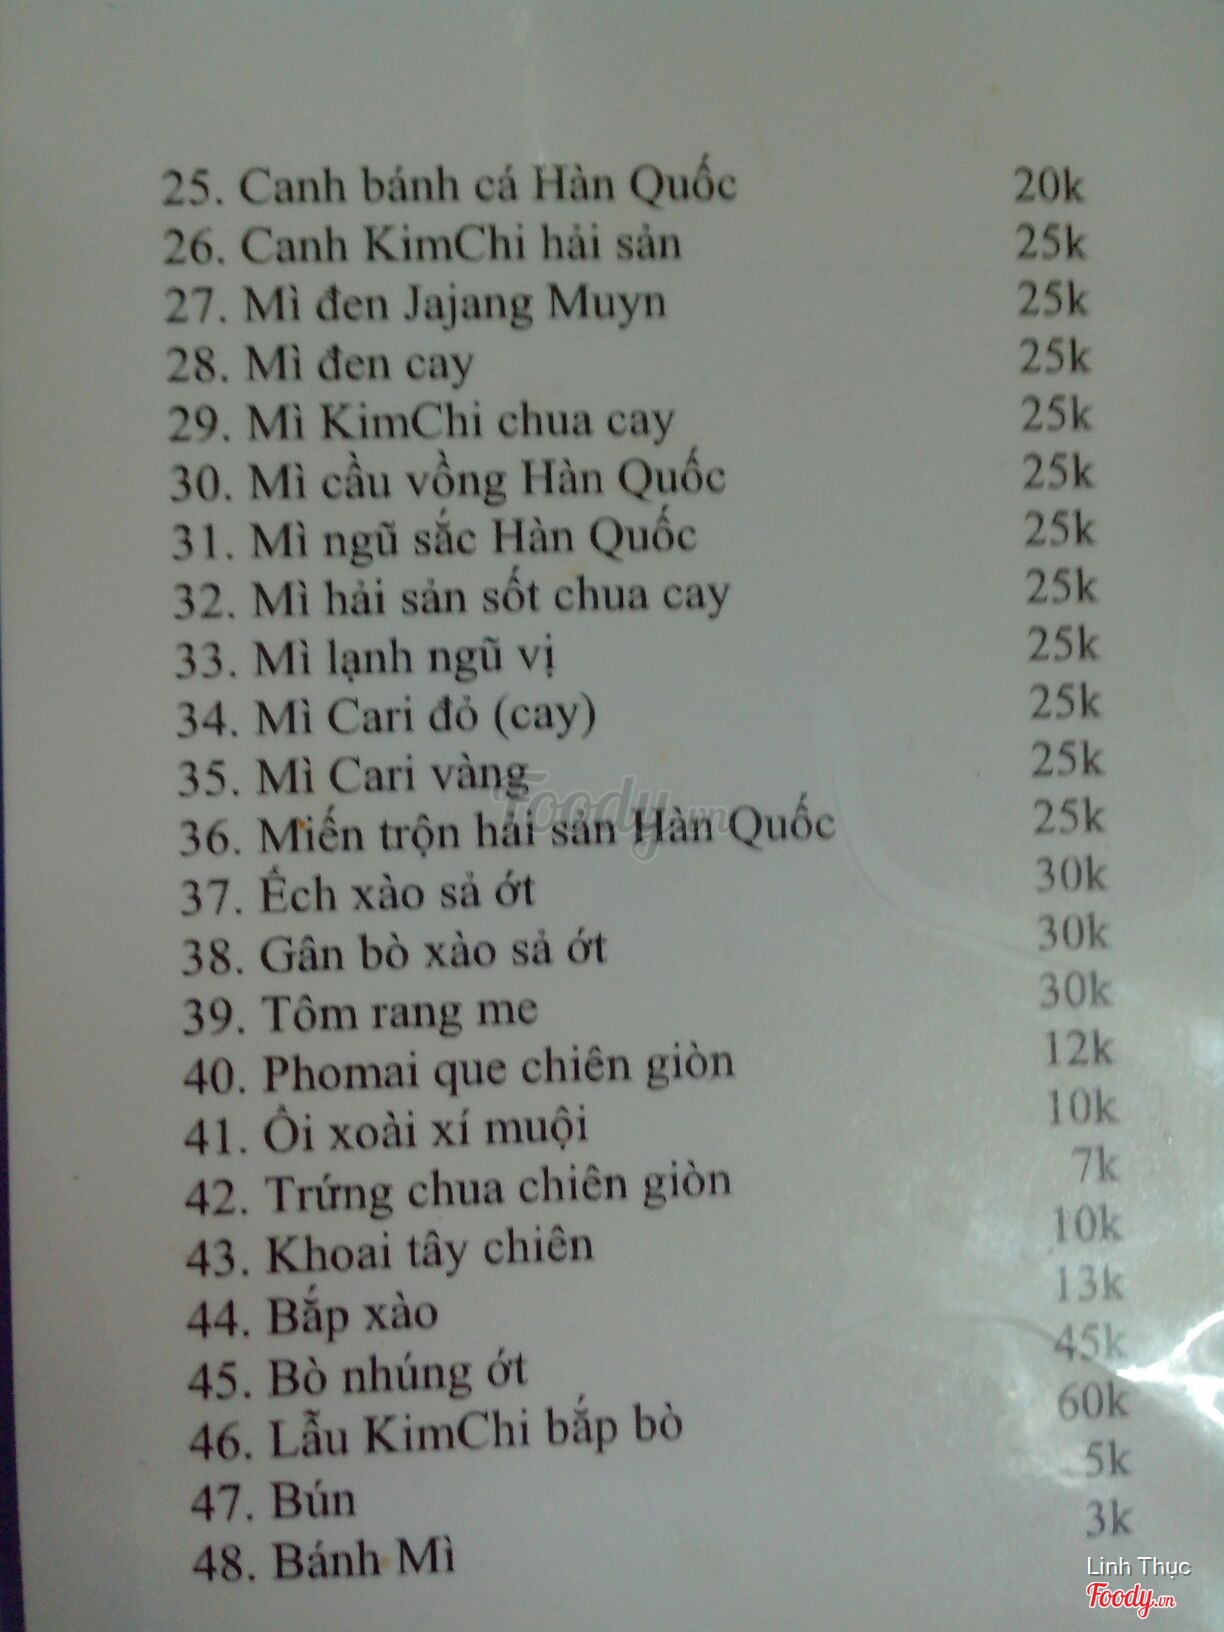 25. Canh bánh cá Hàn Quốc 20k
26. Canh KimChi hải sản 25k
27. Mì đen Jajang Muyn 25k
28. Mì đen cay 25k
29. Mì KimChi chua cay 25k
30. Mì cầu vồng Hàn Quốc 25k
31. Mì ngũ sắc Hàn Quốc 25k
32. Mì hải sản sốt chua cay 25k
33. Mì lạnh ngũ vị 25k
34. Mì Cari đỏ (cay) 25k
35. Mì Cari vàng 25k
Foody.vn
36. Miến trộn hải sản Hàn Quốc 25k
37. Ếch xào sả ớt 30k
38. Gân bò xào sả ớt 30k
39. Tôm rang me 30k
40. Phomai que chiên giòn 12k
41. Ổi xoài xí muội 10k
42. Trứng chua chiên giòn 7k
43. Khoai tây chiên 10k
44. Bắp xào 13k
45. Bò nhúng ớt 45k
46. Lẫu KimChi bắp bò 60k
47. Bún 5k
48. Bánh Mì 3k
Linh Thục
Foody.vn